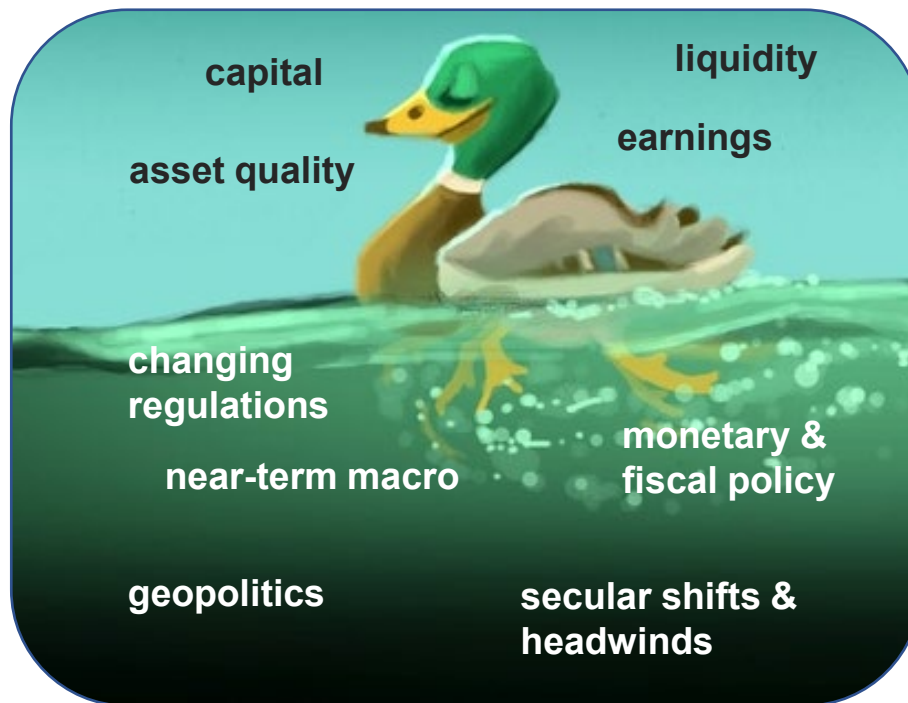 capital
liquidity
earnings
asset quality
changing
regulations
monetary &
fiscal policy
near-term macro
geopolitics
secular shifts &
headwinds